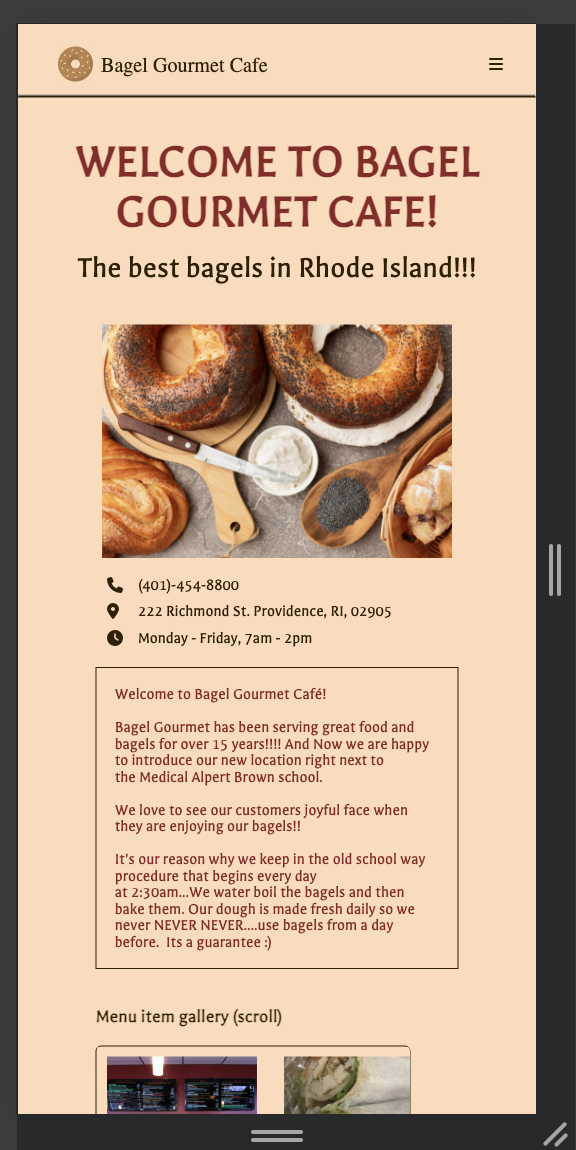 Bagel Gourmet Cafe
WELCOME TO BAGEL
GOURMET CAFE!
The best bagels in Rhode Island!!!
(401)-454-8800
222 Richmond St. Providence, RI, 02905
Monday - Friday, 7am - 2pm
Welcome to Bagel Gourmet Café!
Bagel Gourmet has been serving great food and
bagels for over 15 years!!!! And Now we are happy
to introduce our new location right next to
the Medical Alpert Brown school.
We love to see our customers joyful face when
they are enjoying our bagels!!
It's our reason why we keep in the old school way
procedure that begins every day
at 2:30am...We water boil the bagels and then
bake them. Our dough is made fresh daily so we
never NEVER NEVER....use bagels from a day
before.  Its a guarantee :)
Menu item gallery (scroll)